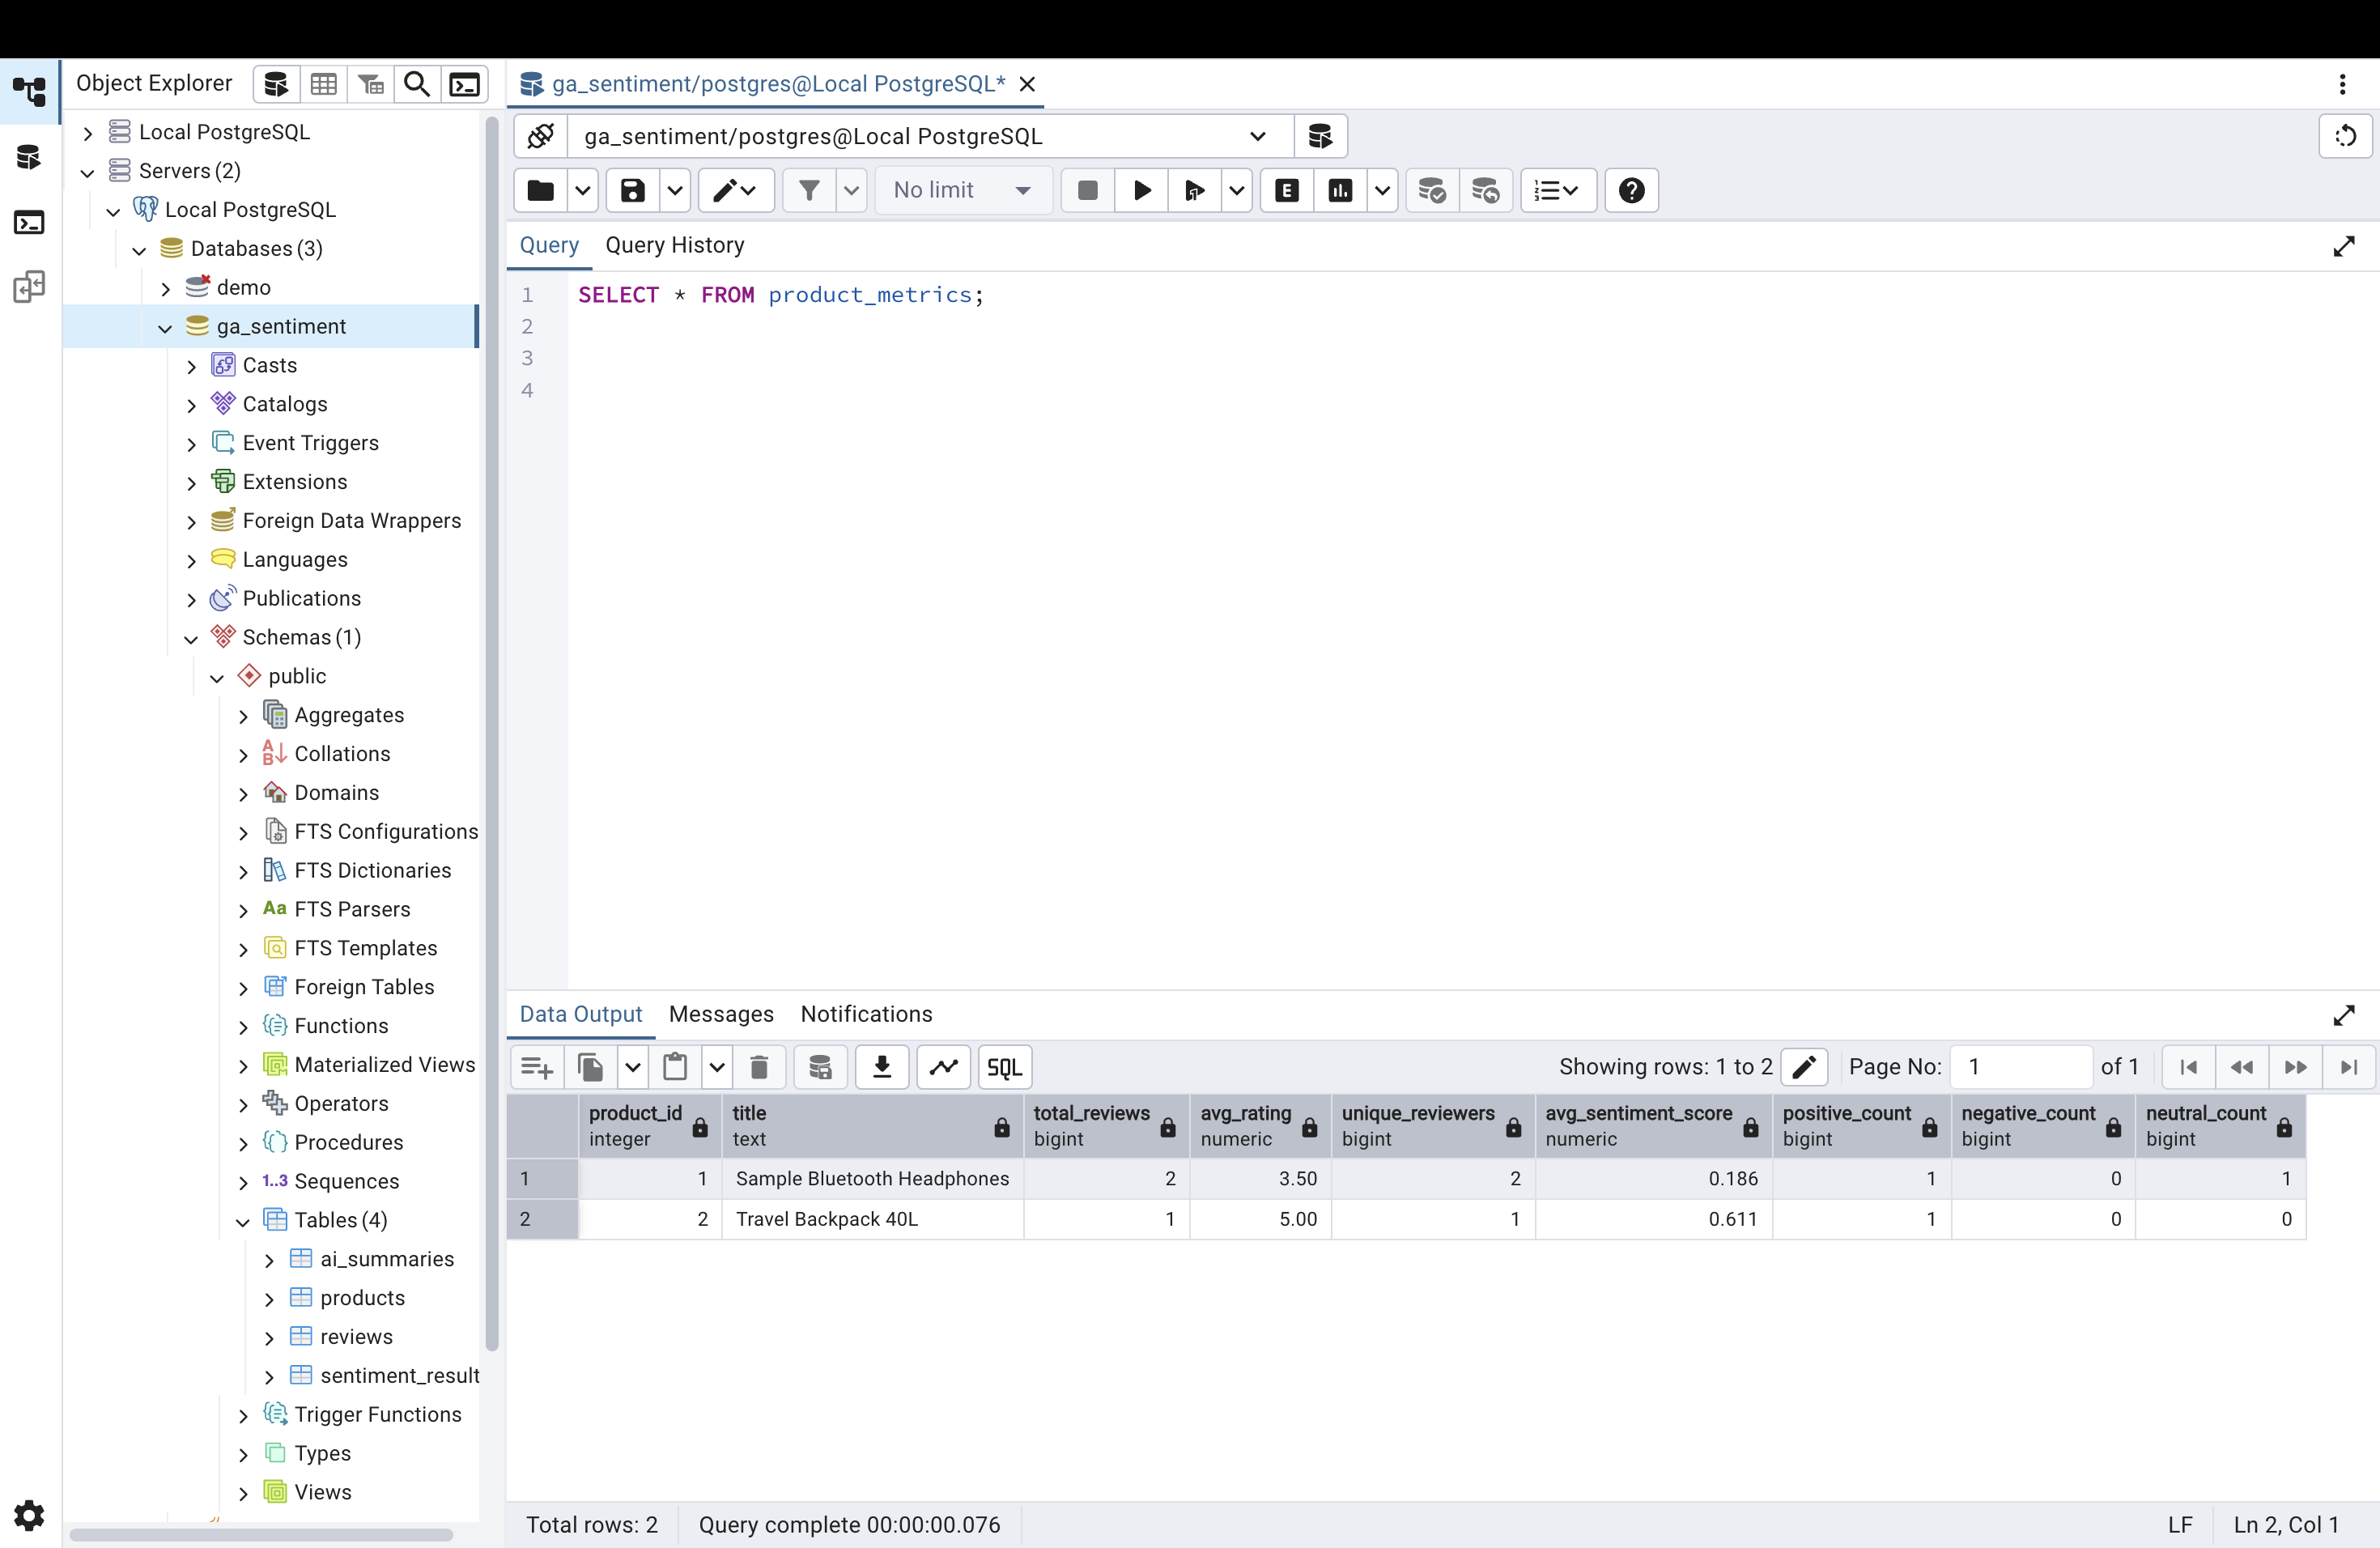 Object Explorer
Local PostgreSQL
Servers (2)
Local PostgreSQL
Databases (3)
demo
ga_sentiment
Casts
Catalogs
Event Triggers
Extensions
Foreign Data Wrappers
Languages
Publications
Schemas (1)
public
Aggregates
Collations
Domains
FTS Configurations
FTS Dictionaries
Aa FTS Parsers
FTS Templates
Foreign Tables
Functions
Materialized Views
Operators
Procedures
1..3 Sequences
Tables (4)
ai_summaries
products
reviews
sentiment_result
Trigger Functions
Types
Views
ga_sentiment/postgres@Local PostgreSQL*
ga_sentiment/postgres@Local PostgreSQL
No limit E
Query Query History
1 SELECT * FROM product_metrics;
2
3
4
Data Output Messages Notifications
SQL Showing rows: 1 to 2 Page No: 1 of 1
product_id title total_reviews avg_rating unique_reviewers avg_sentiment_score positive_count negative_count neutral_count
integer text bigint numeric bigint numeric bigint bigint bigint
1 1 Sample Bluetooth Headphones 2 3.50 2 0.186 1 0 1
2 2 Travel Backpack 40L 1 5.00 1 0.611 1 0 0
Total rows: 2 Query complete 00:00:00.076 LF Ln 2, Col 1